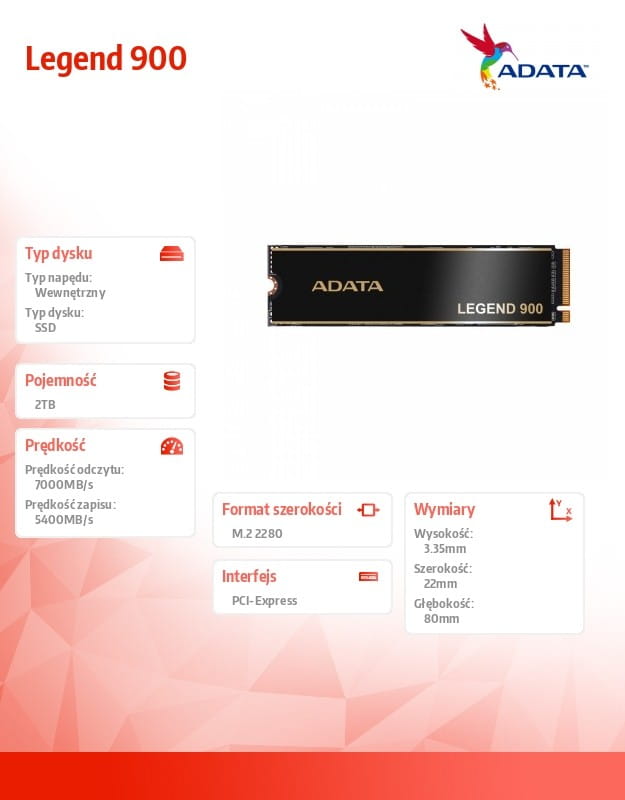 Legend 900
ADATA™
ADATA
LEGEND 900
Typ dysku
Typ napędu:
Wewnętrzny
Typ dysku:
SSD
Pojemność
2TB
Prędkość
Prędkość odczytu:
7000MB/s
Prędkość zapisu:
5400MB/s
Format szerokości
M.2 2280
Interfejs
PCI-Express
Wymiary
Y
X
Wysokość:
3.35mm
Szerokość:
22mm
Głębokość:
80mm